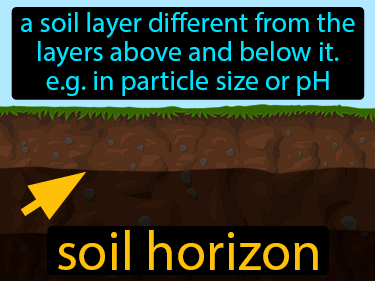 a soil layer different from the
layers above and below it.
e.g. in particle size or pH
soil horizon